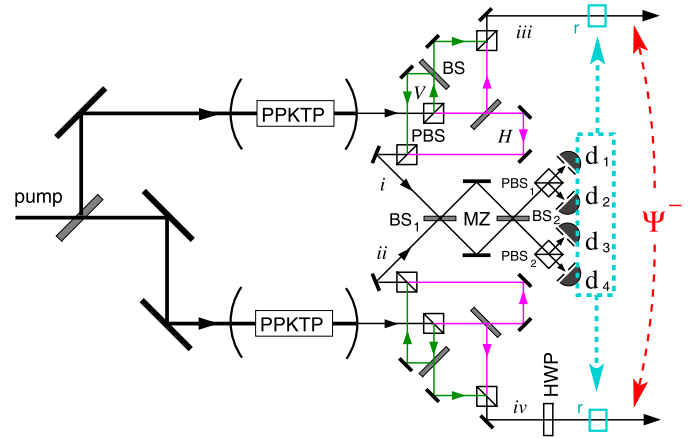 iii
r
BS
V
PPKTP
PBS
H
d1
i
PBS1
pump
BS1
MZ
BS2
d2
Ψ−
ii
PBS2
d3
d4
PPKTP
HWP
iv
r